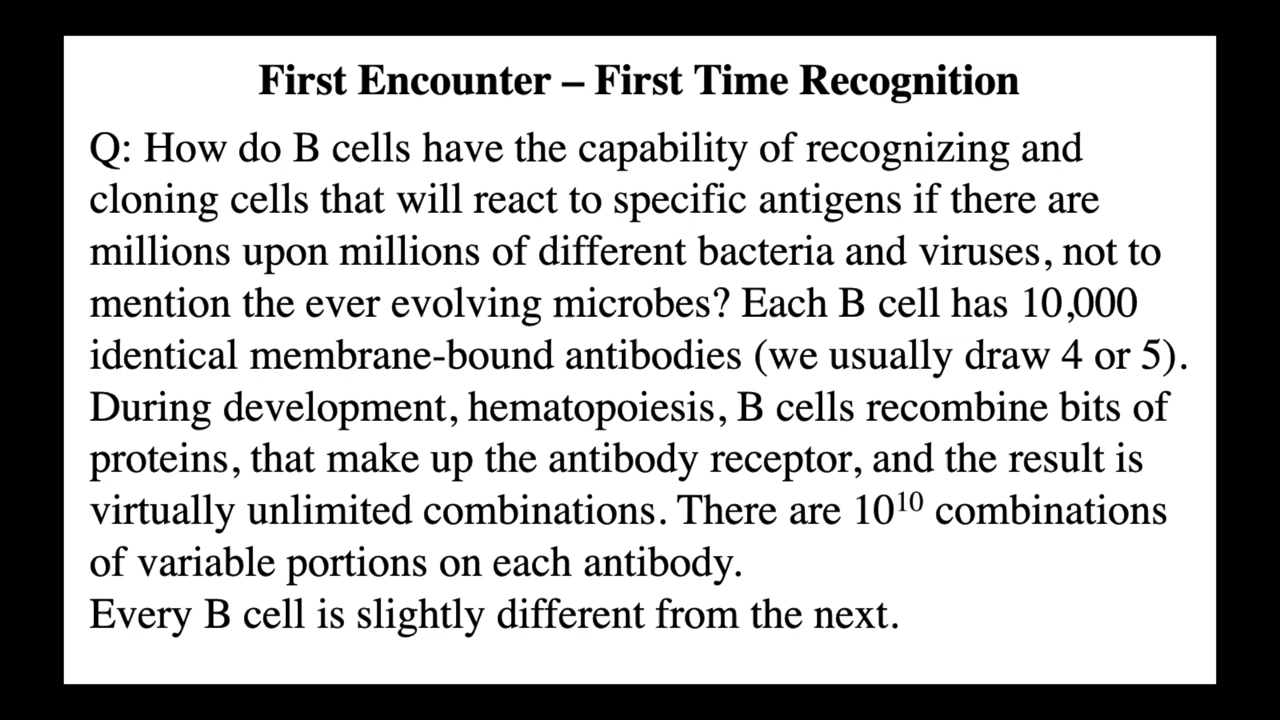 First Encounter – First Time Recognition
Q: How do B cells have the capability of recognizing and
cloning cells that will react to specific antigens if there are
millions upon millions of different bacteria and viruses, not to
mention the ever evolving microbes? Each B cell has 10,000
identical membrane-bound antibodies (we usually draw 4 or 5).
During development, hematopoiesis, B cells recombine bits of
proteins, that make up the antibody receptor, and the result is
virtually unlimited combinations. There are 10¹⁰ combinations
of variable portions on each antibody.
Every B cell is slightly different from the next.